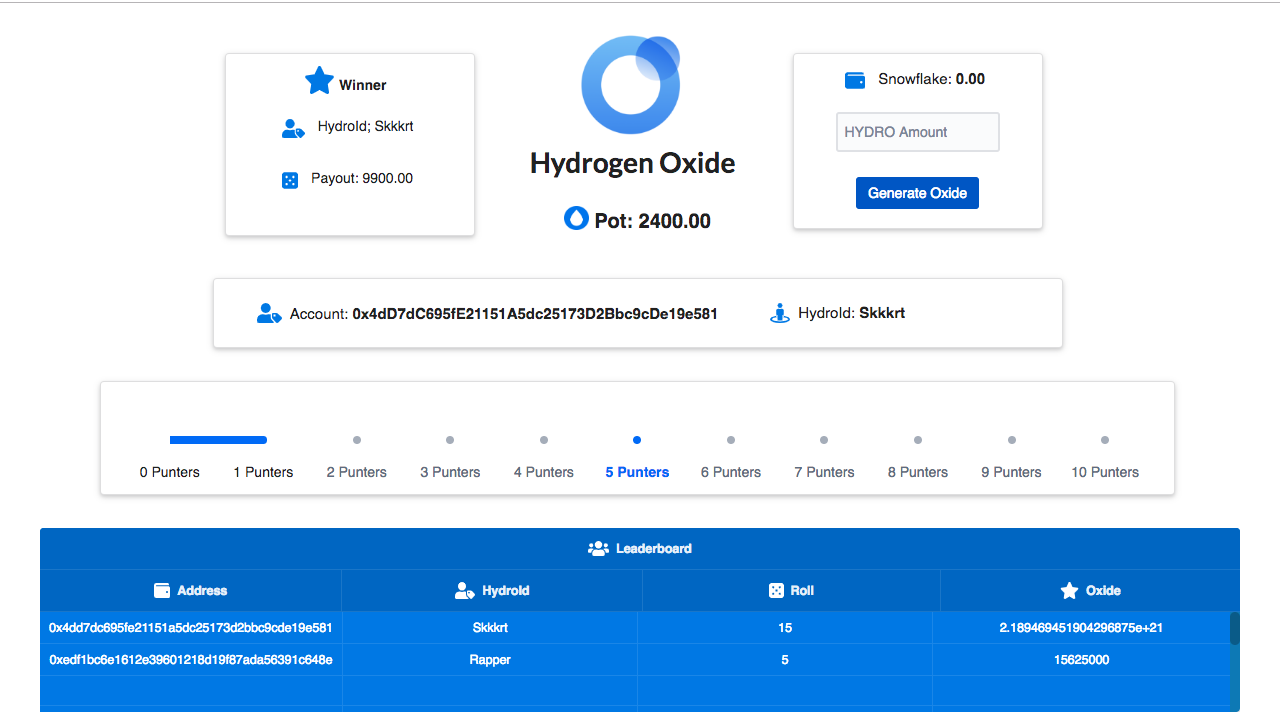 Winner
HydroId; Skkkrt
Payout: 9900.00
Hydrogen Oxide
Pot: 2400.00
Snowflake: 0.00
HYDRO Amount
Generate Oxide
Account: 0x4dD7dC695fE21151A5dc25173D2Bbc9cDe19e581 HydroId: Skkkrt
0 Punters 1 Punters 2 Punters 3 Punters 4 Punters 5 Punters 6 Punters 7 Punters 8 Punters 9 Punters 10 Punters
Leaderboard
Address HydroId Roll Oxide
0x4dd7dc695fe21151a5dc25173d2bbc9cde19e581 Skkkrt 15 2.189469451904296875e+21
0xedf1bc6e1612e39601218d19f87ada56391c648e Rapper 5 15625000